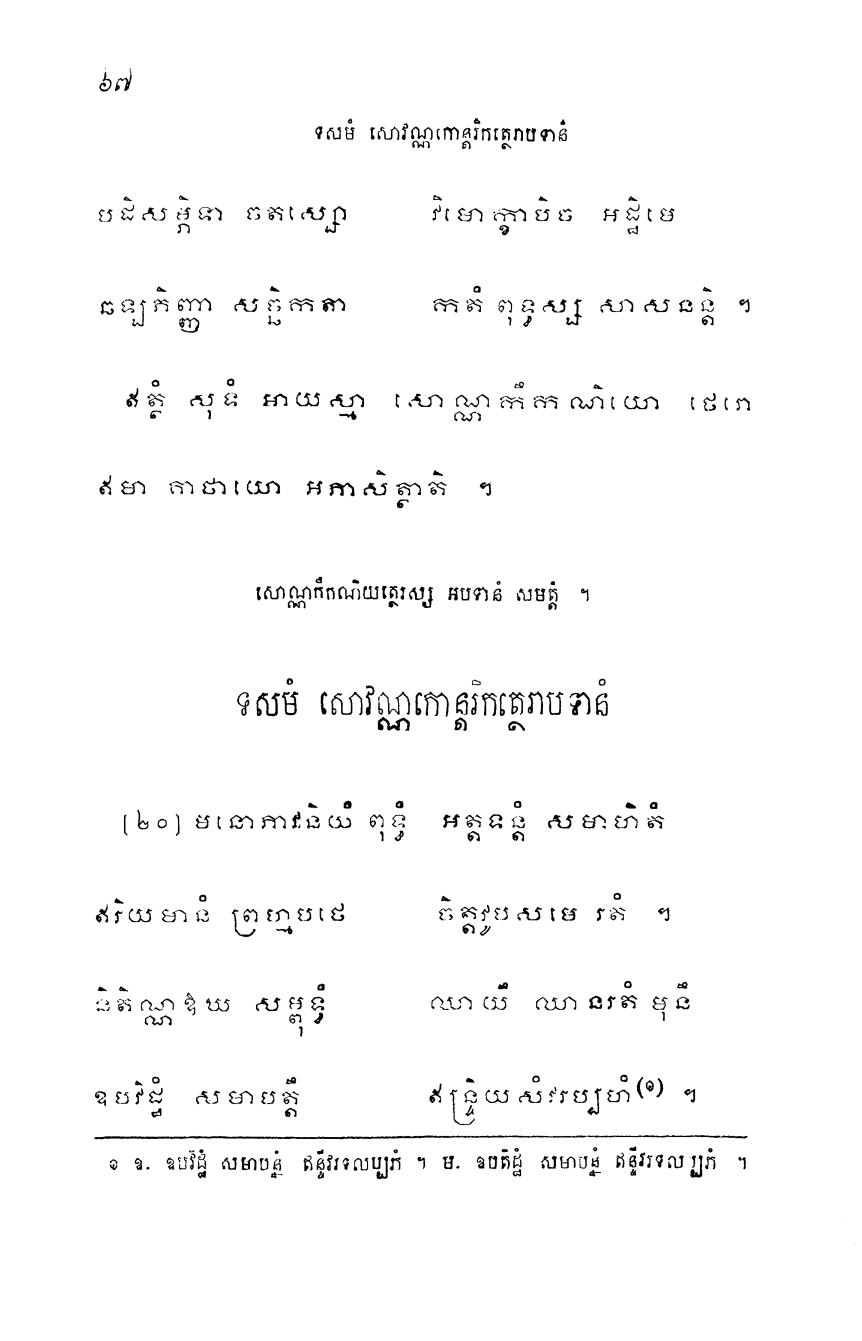 ៦៧
ទសមំ សោវណ្ណកោន្តរិកត្ថេរាបទានំ
បដិសម្ភិទា ចតស្សោ វិមោក្ខាបិច អដ្ឋិមេ
ឆឡភិញ្ញា សច្ឆិកតា កតំ ពុទ្ធស្ស សាសនន្តិ ។
ឥត្ថំ សុទំ អាយស្មា សោណ្ណកឹកណិយោ ថេរោ
ឥមា គាថាយោ អភាសិត្ថាតិ ។
សោណ្ណកឹកណិយត្ថេរស្ស អបទានំ សមត្តំ ។
ទសមំ សោវណ្ណកោន្តរិកត្ថេរាបទានំ
(២០) មនោភាវនិយំ ពុទ្ធំ អត្តទន្តំ សមាហិតំ
ឥរិយមានំ ព្រហ្មបថេ ចិត្តវូបសមេ រតំ ។
និតិណ្ណឱឃ សម្ពុទ្ធំ ឈាយឹ ឈានរតំ មុនឹ
ឧបវិដ្ឋំ សមាបត្តឹ ឥន្ទ្រិយសំវរប្បហំ(១) ។
១ ឱ. ឧបវិដ្ឋំ សមាបន្នំ ឥន្ទីវរទលប្បភំ ។ ម. ឧបតិដ្ឋំ សមាបន្នំ ឥន្ទីវរទលប្បភំ ។